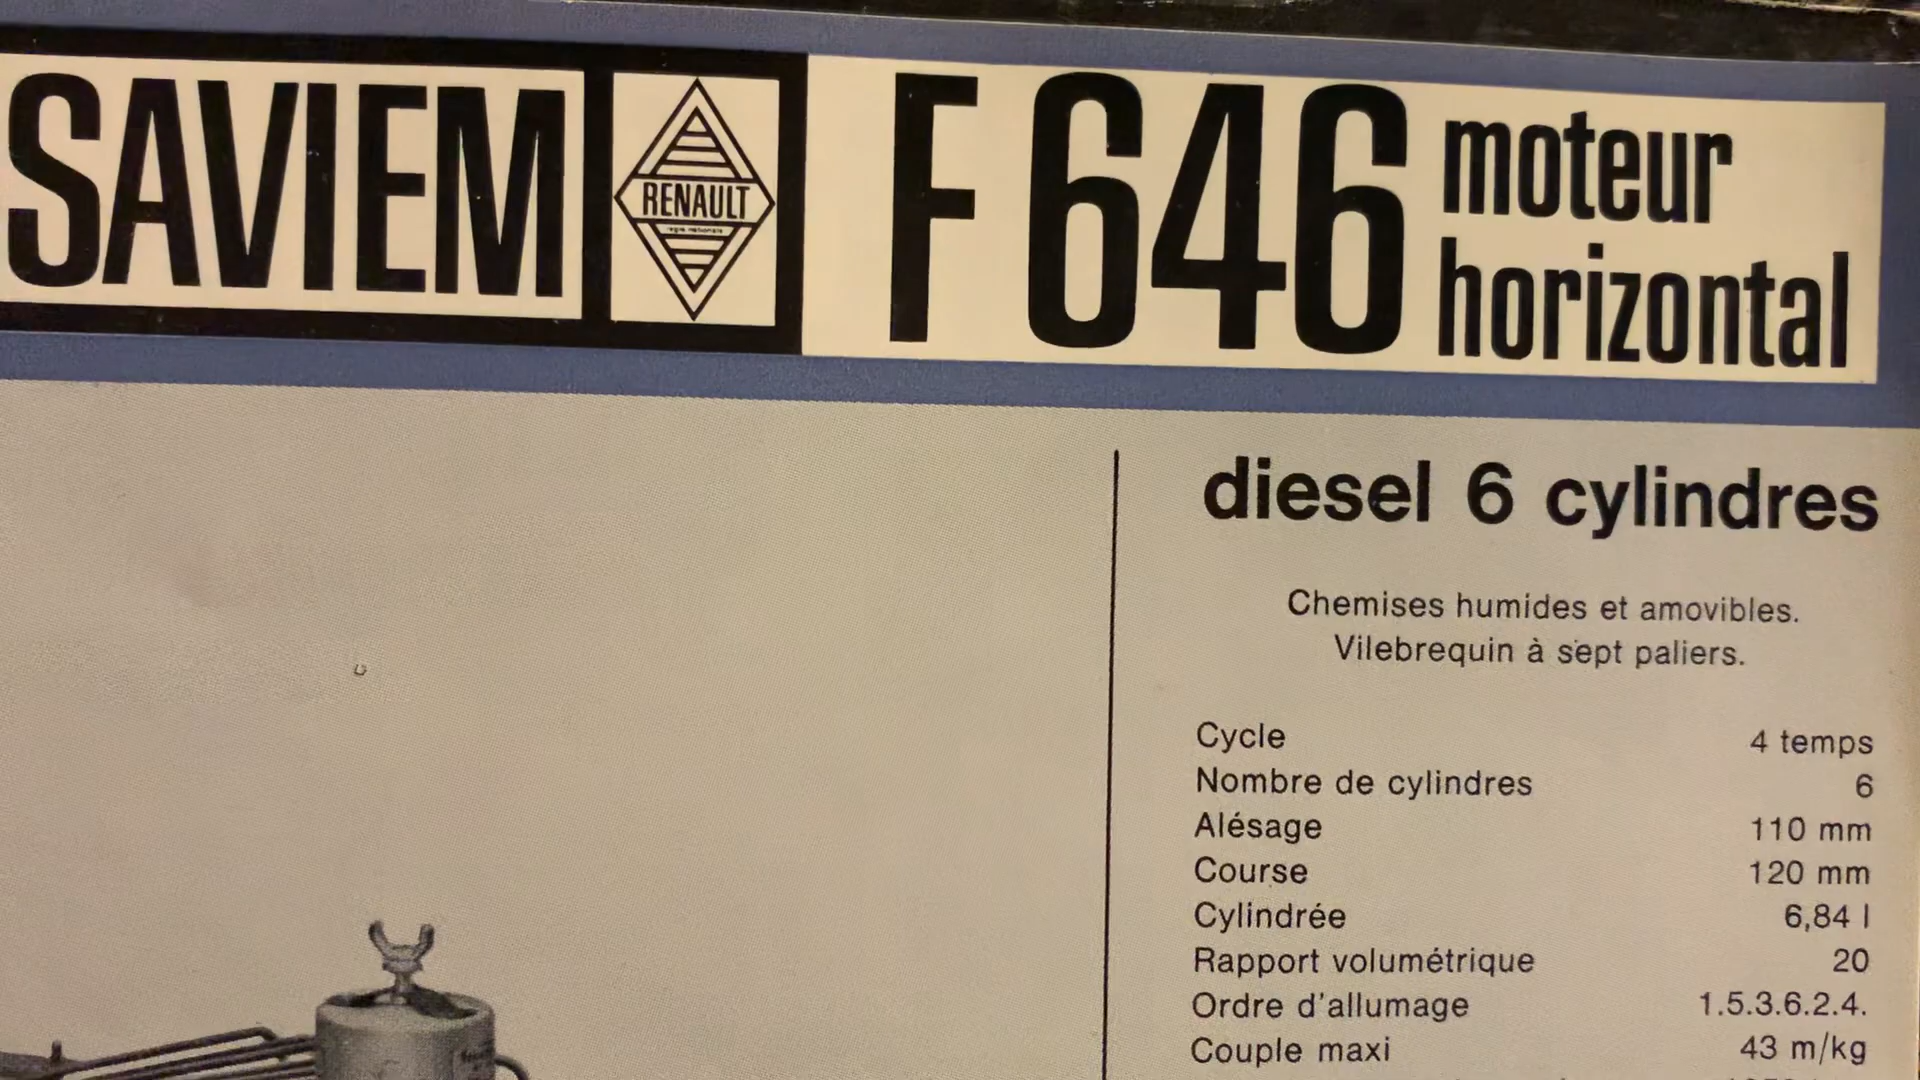 SAVIEM
RENAULT
régie nationale
F 646
moteur
horizontal
diesel 6 cylindres
Chemises humides et amovibles.
Vilebrequin à sept paliers.
Cycle 4 temps
Nombre de cylindres 6
Alésage 110 mm
Course 120 mm
Cylindrée 6,84 l
Rapport volumétrique 20
Ordre d'allumage 1.5.3.6.2.4.
Couple maxi 43 m/kg